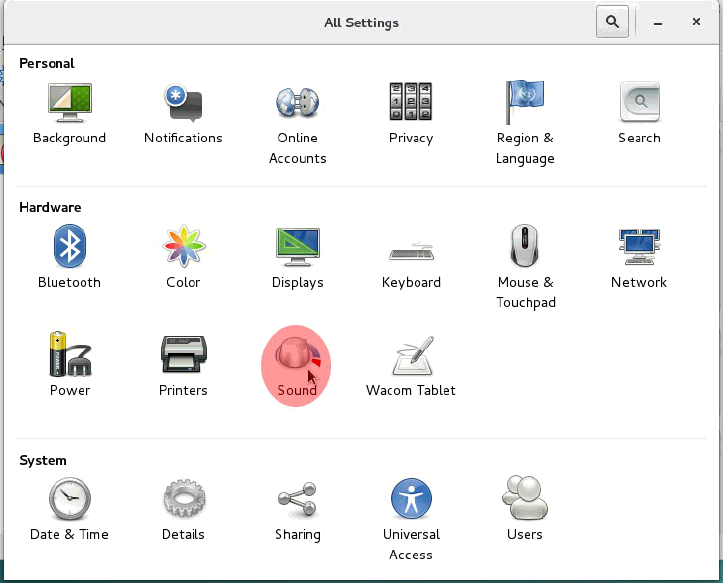 All Settings
Personal
Background
Notifications
Online
Accounts
Privacy
Region &
Language
Search
Hardware
Bluetooth
Color
Displays
Keyboard
Mouse &
Touchpad
Network
Power
Printers
Sound
Wacom Tablet
System
Date & Time
Details
Sharing
Universal
Access
Users